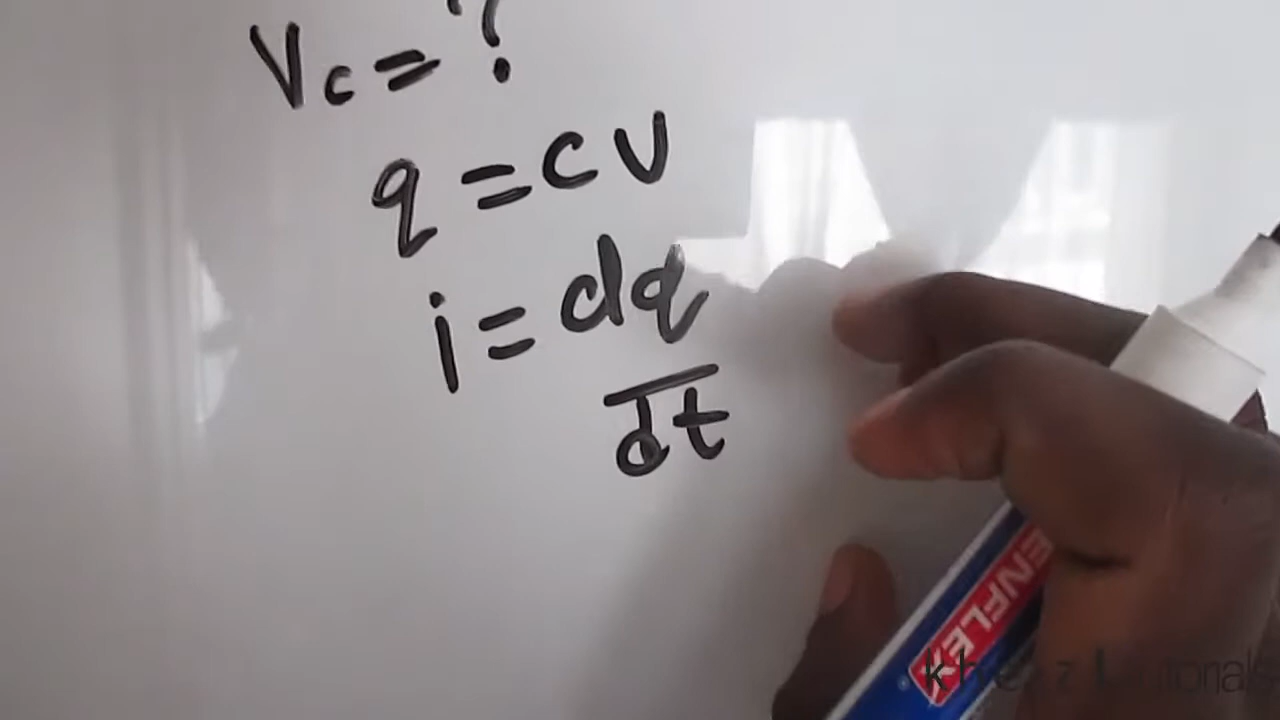 Vc = ?
q = cv
i = dq
dt
ENFLEX